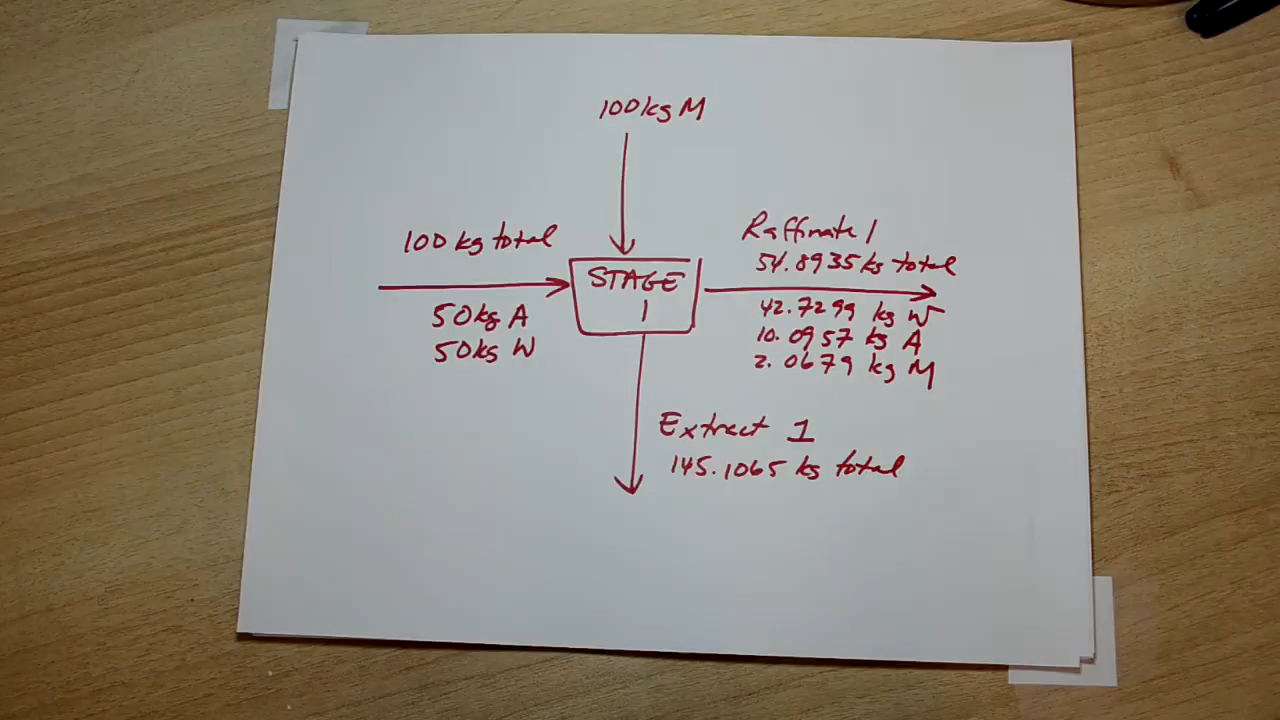 100 kg M
100 kg total
50 kg A
50 kg W
STAGE
1
Raffinate 1
54.8935 kg total
42.7299 kg W
10.0957 kg A
2.0679 kg M
Extract 1
145.1065 kg total